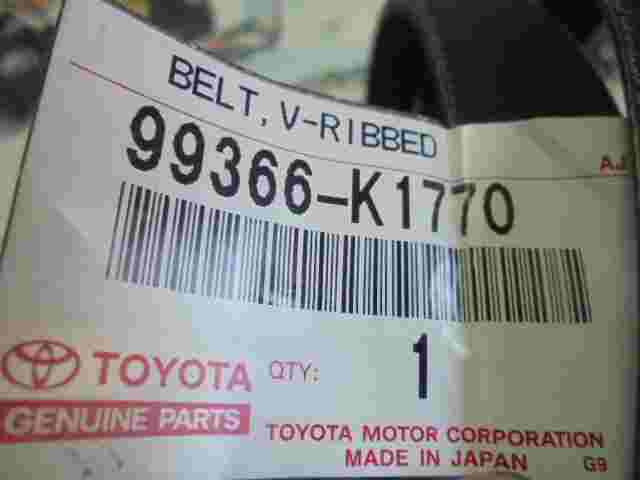 BELT, V-RIBBED
99366-K1770
AJ
TOYOTA
QTY: 1
GENUINE PARTS
TOYOTA MOTOR CORPORATION
MADE IN JAPAN G9